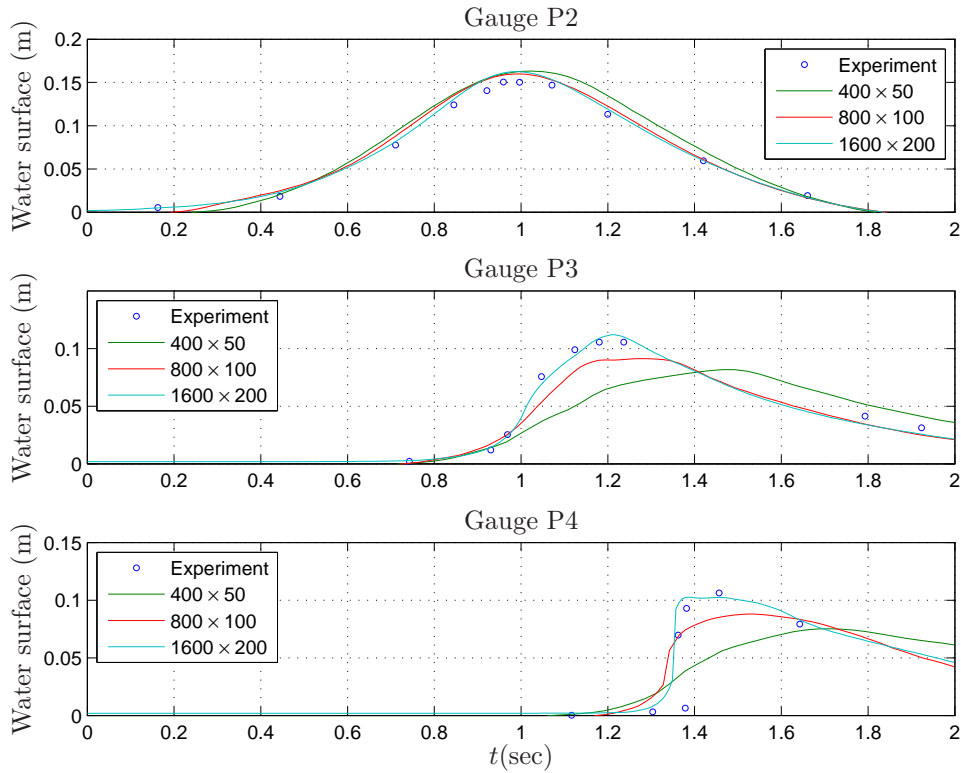 Gauge P2
Water surface (m)
0.2
0.15
0.1
0.05
0
0 0.2 0.4 0.6 0.8 1 1.2 1.4 1.6 1.8 2
Experiment
400 × 50
800 × 100
1600 × 200
Gauge P3
Water surface (m)
0.1
0.05
0
0 0.2 0.4 0.6 0.8 1 1.2 1.4 1.6 1.8 2
Experiment
400 × 50
800 × 100
1600 × 200
Gauge P4
Water surface (m)
0.15
0.1
0.05
0
0 0.2 0.4 0.6 0.8 1 1.2 1.4 1.6 1.8 2
Experiment
400 × 50
800 × 100
1600 × 200
t(sec)